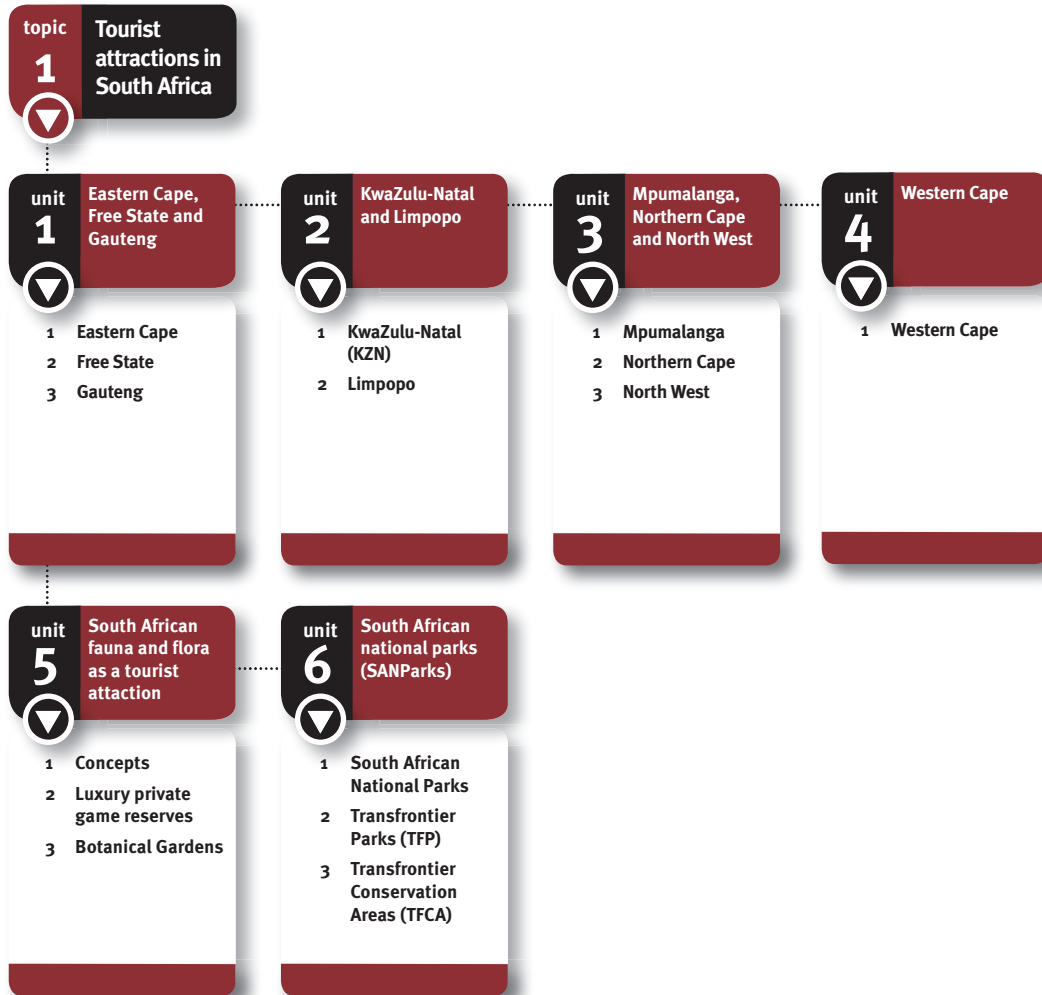 topic
1
Tourist
attractions in
South Africa
unit
1
Eastern Cape,
Free State and
Gauteng
1 Eastern Cape
2 Free State
3 Gauteng
unit
2
KwaZulu-Natal
and Limpopo
1 KwaZulu-Natal
(KZN)
2 Limpopo
unit
3
Mpumalanga,
Northern Cape
and North West
1 Mpumalanga
2 Northern Cape
3 North West
unit
4
Western Cape
1 Western Cape
unit
5
South African
fauna and flora
as a tourist
attaction
1 Concepts
2 Luxury private
game reserves
3 Botanical Gardens
unit
6
South African
national parks
(SANParks)
1 South African
National Parks
2 Transfrontier
Parks (TFP)
3 Transfrontier
Conservation
Areas (TFCA)